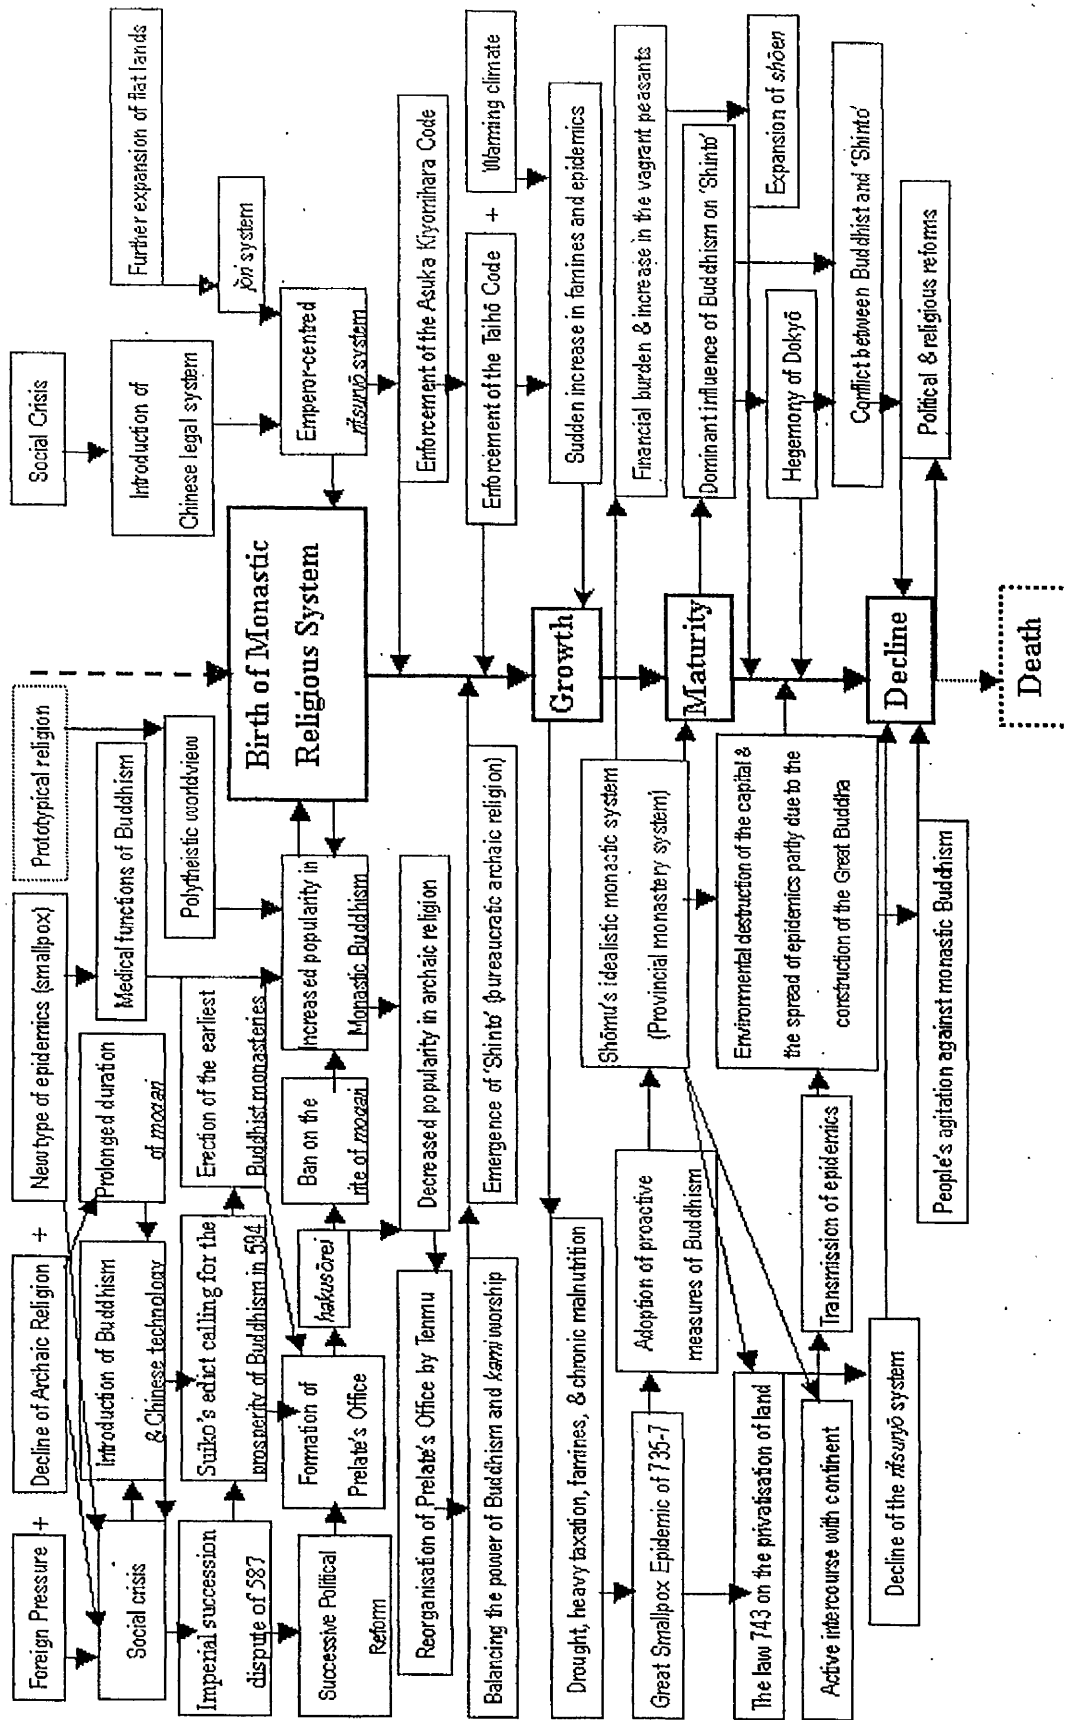 Foreign Pressure +
Decline of Archaic Religion +
New type of epidemics (smallpox)
Prototypical religion
Social Crisis
Further expansion of flat lands
Social crisis
Introduction of Buddhism
& Chinese technology
Prolonged duration
of mogari
Medical functions of Buddhism
Polytheistic worldview
Introduction of
Chinese legal system
jōri system
Imperial succession
dispute of 587
Suiko's edict calling for the
prosperity of Buddhism in 594
Erection of the earliest
Buddhist monasteries
Birth of Monastic
Religious System
Emperor-centred
ritsuryō system
Successive Political
Reform
Formation of
Prelate's Office
hakusōrei
Ban on the
rite of mogari
Increased popularity in
Monastic Buddhism
Enforcement of the Asuka Kiyomihara Code
Reorganisation of Prelate's Office by Temmu
Decreased popularity in archaic religion
Enforcement of the Taihō Code
+
Warming climate
Balancing the power of Buddhism and kami worship
Emergence of 'Shinto' (bureaucratic archaic religion)
Growth
Sudden increase in famines and epidemics
Drought, heavy taxation, famines, & chronic malnutrition
Financial burden & increase in the vagrant peasants
Great Smallpox Epidemic of 735-7
Adoption of proactive
measures of Buddhism
Shōmu's idealistic monastic system
(Provincial monastery system)
Maturity
Dominant influence of Buddhism on 'Shinto'
Expansion of shōen
The law 743 on the privatisation of land
Environmental destruction of the capital &
the spread of epidemics partly due to the
construction of the Great Buddha
Hegemony of Dokyō
Active intercourse with continent
Transmission of epidemics
Conflict between Buddhist and 'Shinto'
Decline of the ritsuryō system
People's agitation against monastic Buddhism
Decline
Political & religious reforms
Death